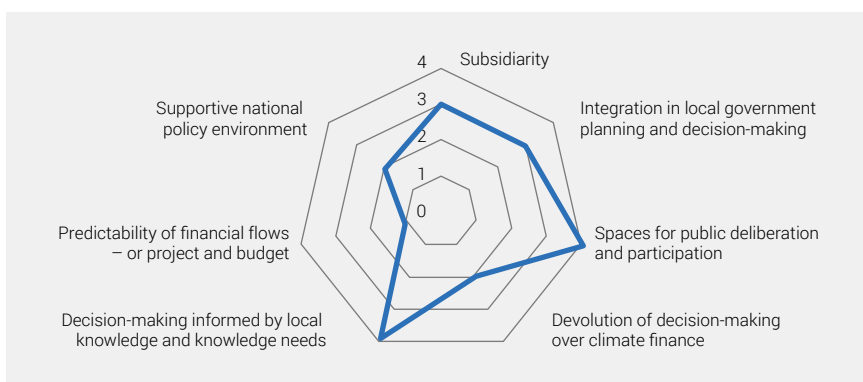 4
Subsidiarity
3
2
1
0
Integration in local government
planning and decision-making
Spaces for public deliberation
and participation
Devolution of decision-making
over climate finance
Decision-making informed by local
knowledge and knowledge needs
Predictability of financial flows
– or project and budget
Supportive national
policy environment